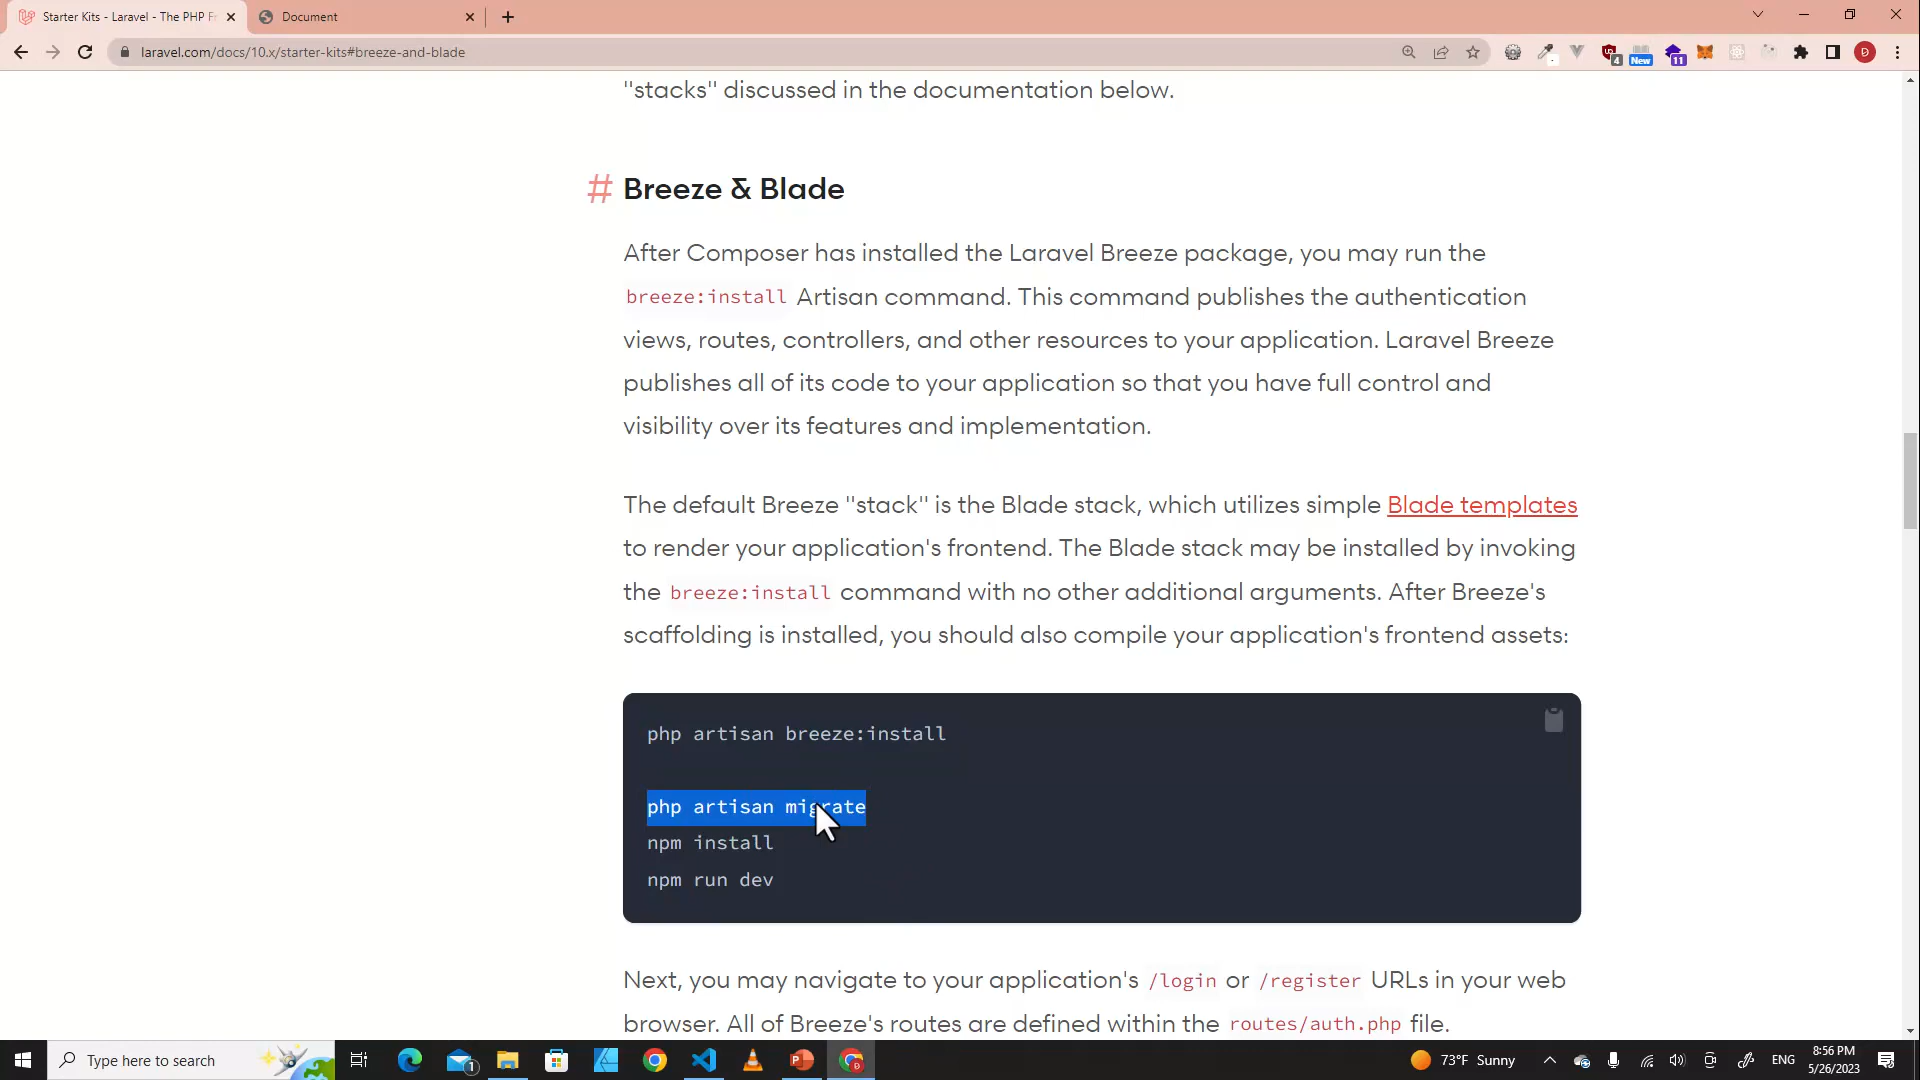 Starter Kits - Laravel - The PHP Fr
Document
laravel.com/docs/10.x/starter-kits#breeze-and-blade
4
New
11
D
"stacks" discussed in the documentation below.
# Breeze & Blade
After Composer has installed the Laravel Breeze package, you may run the
breeze:install Artisan command. This command publishes the authentication
views, routes, controllers, and other resources to your application. Laravel Breeze
publishes all of its code to your application so that you have full control and
visibility over its features and implementation.
The default Breeze "stack" is the Blade stack, which utilizes simple Blade templates
to render your application's frontend. The Blade stack may be installed by invoking
the breeze:install command with no other additional arguments. After Breeze's
scaffolding is installed, you should also compile your application's frontend assets:
php artisan breeze:install
php artisan migrate
npm install
npm run dev
Next, you may navigate to your application's /login or /register URLs in your web
browser. All of Breeze's routes are defined within the routes/auth.php file.
Type here to search
1
73°F Sunny
ENG
8:56 PM
5/26/2023